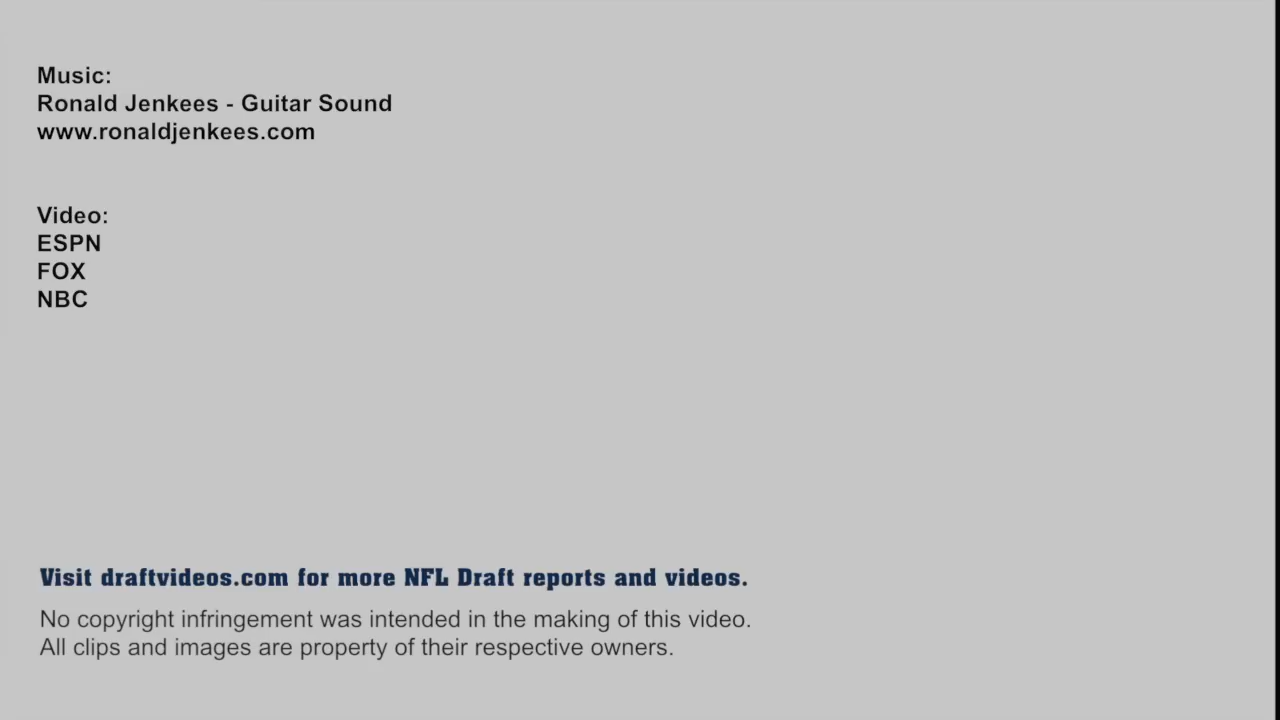 Music:
Ronald Jenkees - Guitar Sound
www.ronaldjenkees.com
Video:
ESPN
FOX
NBC
Visit draftvideos.com for more NFL Draft reports and videos.
No copyright infringement was intended in the making of this video.
All clips and images are property of their respective owners.